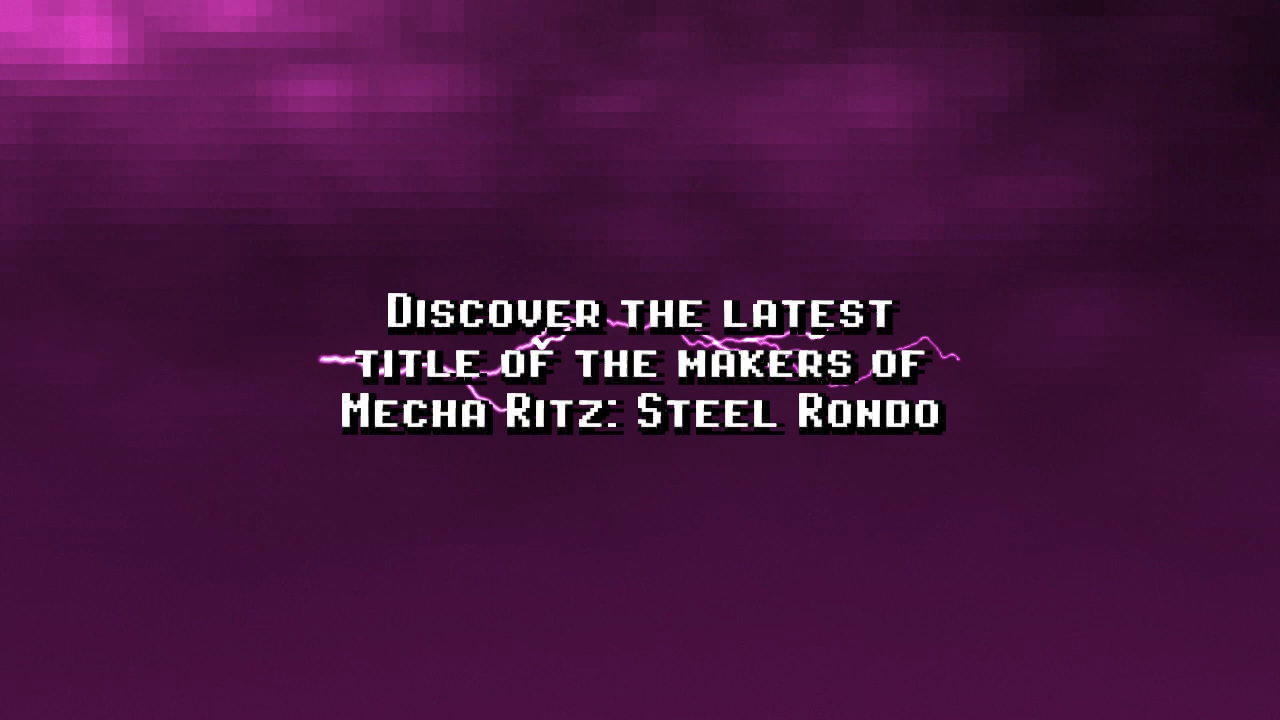 Discover the latest
title of the makers of
Mecha Ritz: Steel Rondo